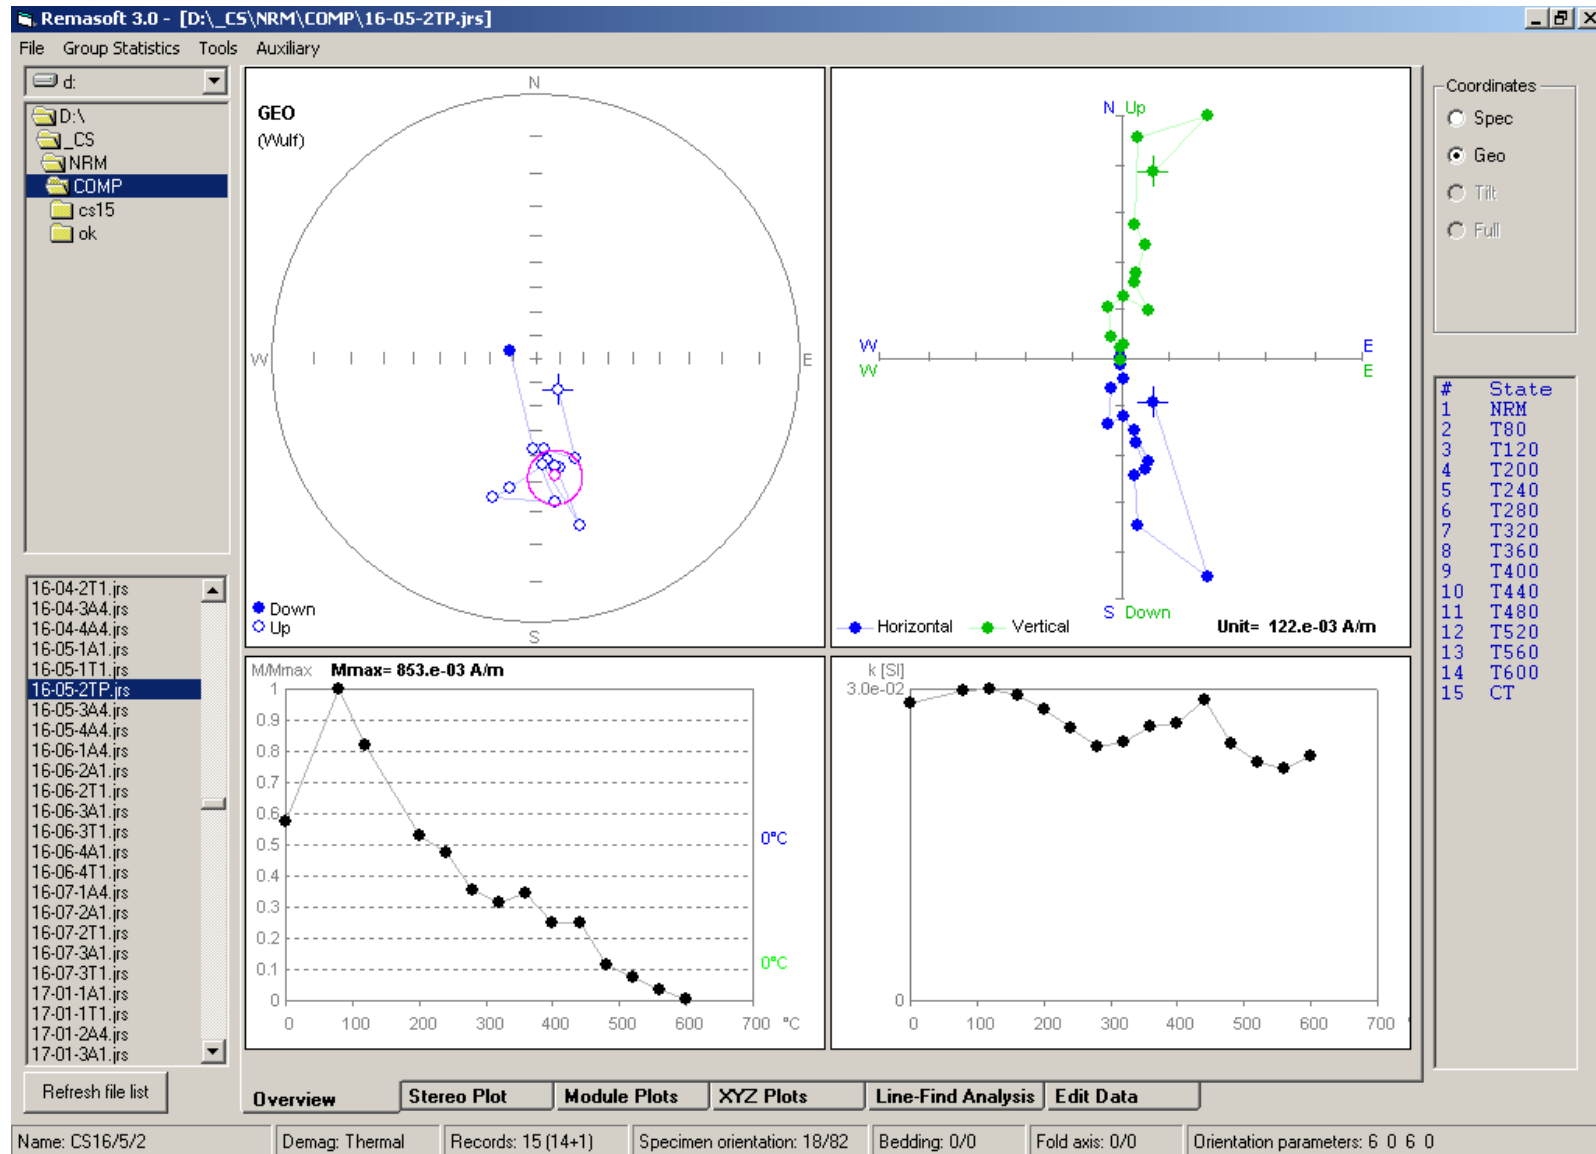 Remasoft 3.0 - [D:\_CS\NRM\COMP\16-05-2TP.jrs]
File Group Statistics Tools Auxiliary
d:
D:\
_CS
NRM
COMP
cs15
ok
16-04-2T1.jrs
16-04-3A4.jrs
16-04-4A4.jrs
16-05-1A1.jrs
16-05-1T1.jrs
16-05-2TP.jrs
16-05-3A4.jrs
16-05-4A4.jrs
16-06-1A4.jrs
16-06-2A1.jrs
16-06-2T1.jrs
16-06-3A1.jrs
16-06-3T1.jrs
16-06-4A1.jrs
16-06-4T1.jrs
16-07-1A4.jrs
16-07-2A1.jrs
16-07-2T1.jrs
16-07-3A1.jrs
16-07-3T1.jrs
17-01-1A1.jrs
17-01-1T1.jrs
17-01-2A4.jrs
17-01-3A1.jrs
Refresh file list
GEO
(Wulf)
N
W E
S
Down
Up
N Up
W E
W E
S Down
Horizontal Vertical Unit= 122.e-03 A/m
M/Mmax Mmax= 853.e-03 A/m
1
0.9
0.8
0.7
0.6
0.5
0.4
0.3
0.2
0.1
0
0 100 200 300 400 500 600 700 °C
0°C
0°C
k [SI]
3.0e-02
0
0 100 200 300 400 500 600 700
Coordinates
Spec
Geo
Tilt
Full
# State
1 NRM
2 T80
3 T120
4 T200
5 T240
6 T280
7 T320
8 T360
9 T400
10 T440
11 T480
12 T520
13 T560
14 T600
15 CT
Overview Stereo Plot Module Plots XYZ Plots Line-Find Analysis Edit Data
Name: CS16/5/2 Demag: Thermal Records: 15 (14+1) Specimen orientation: 18/82 Bedding: 0/0 Fold axis: 0/0 Orientation parameters: 6 0 6 0